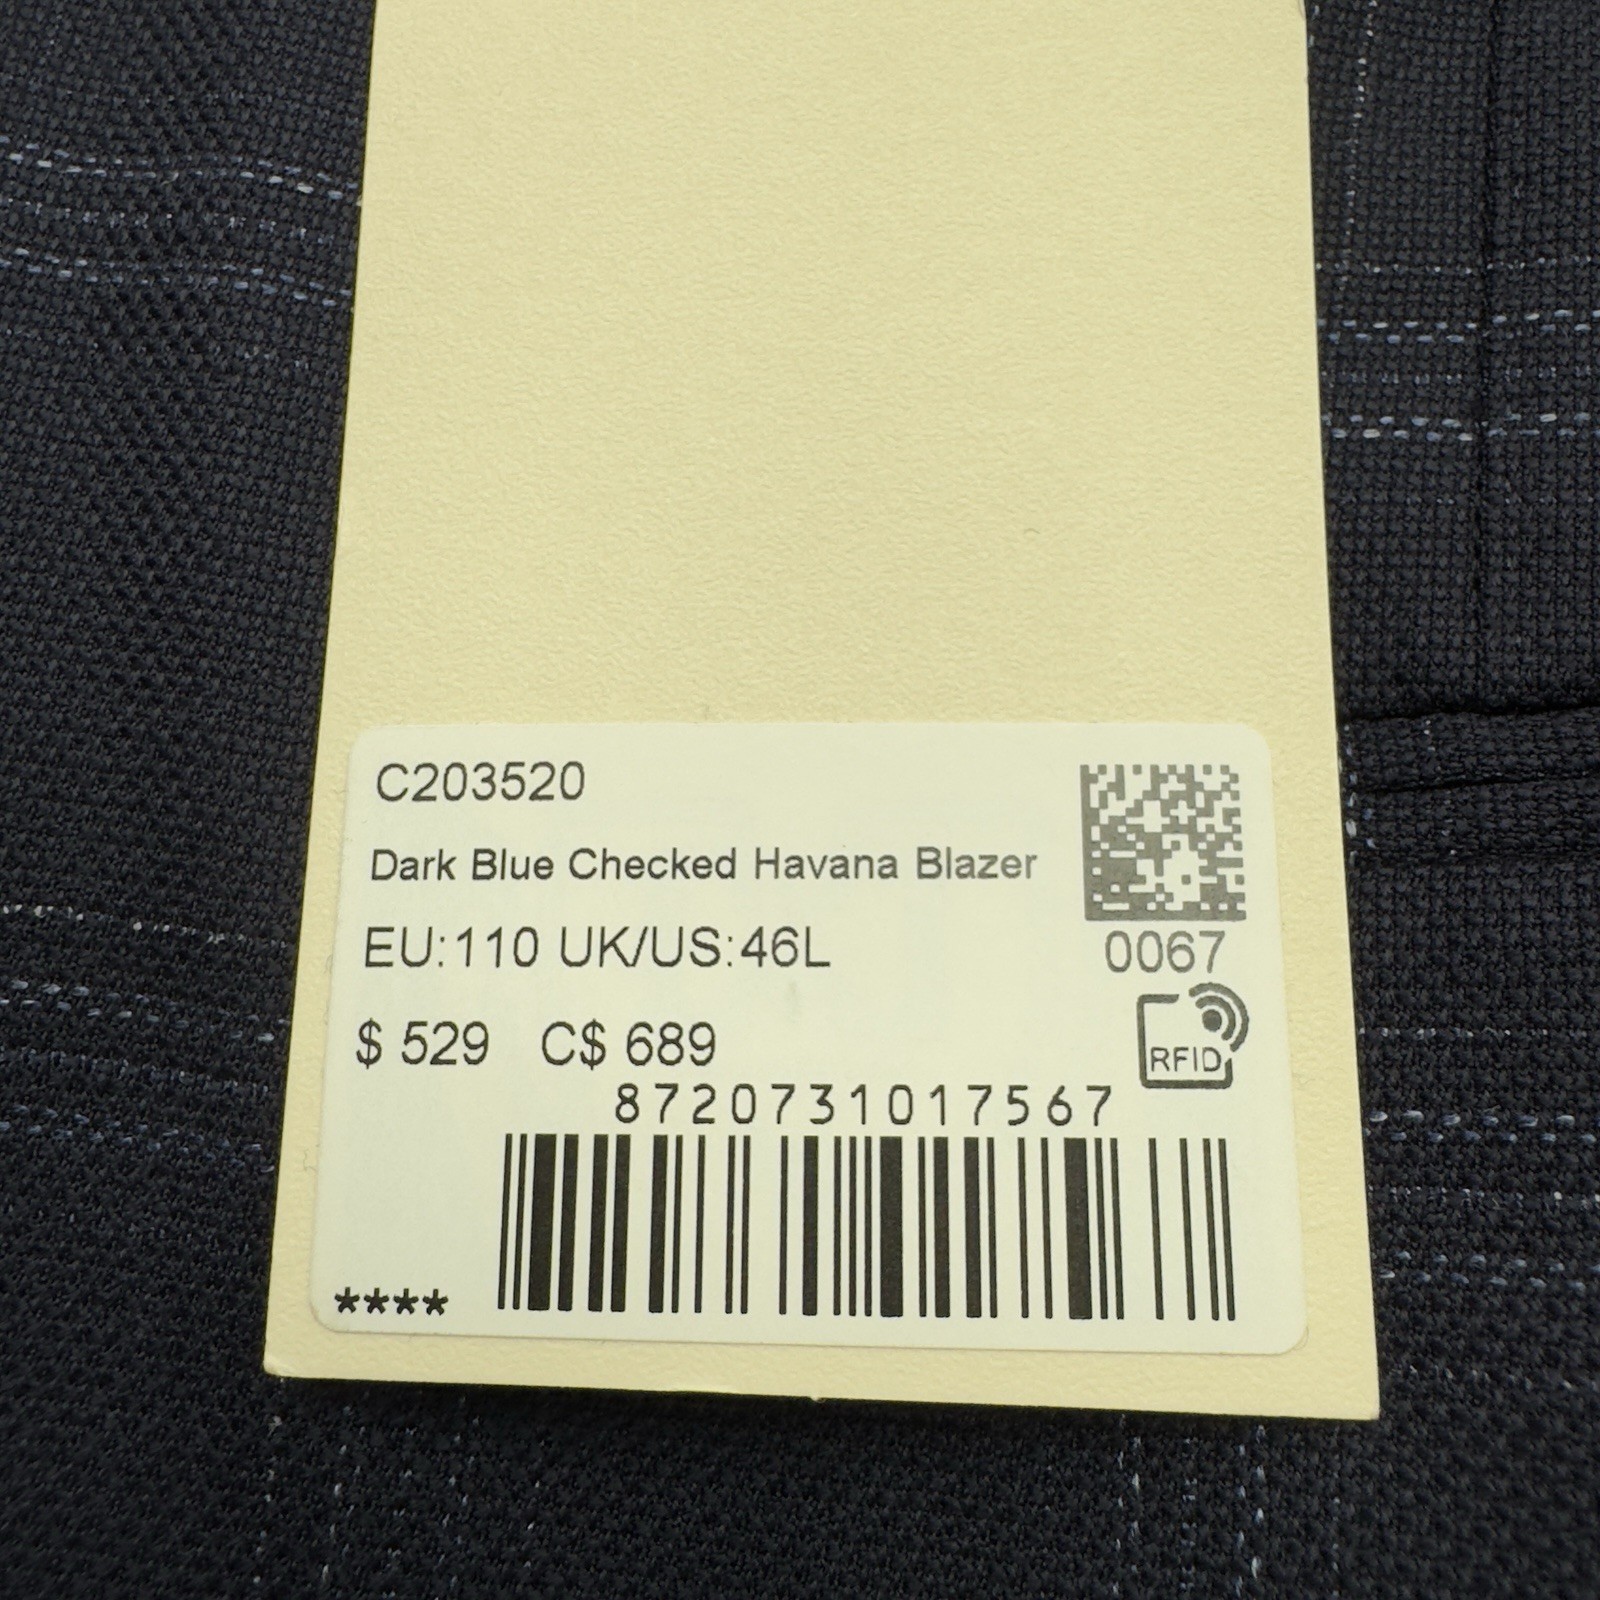 C203520
Dark Blue Checked Havana Blazer
EU:110 UK/US:46L
0067
RFID
$ 529 C$ 689
8720731017567
****